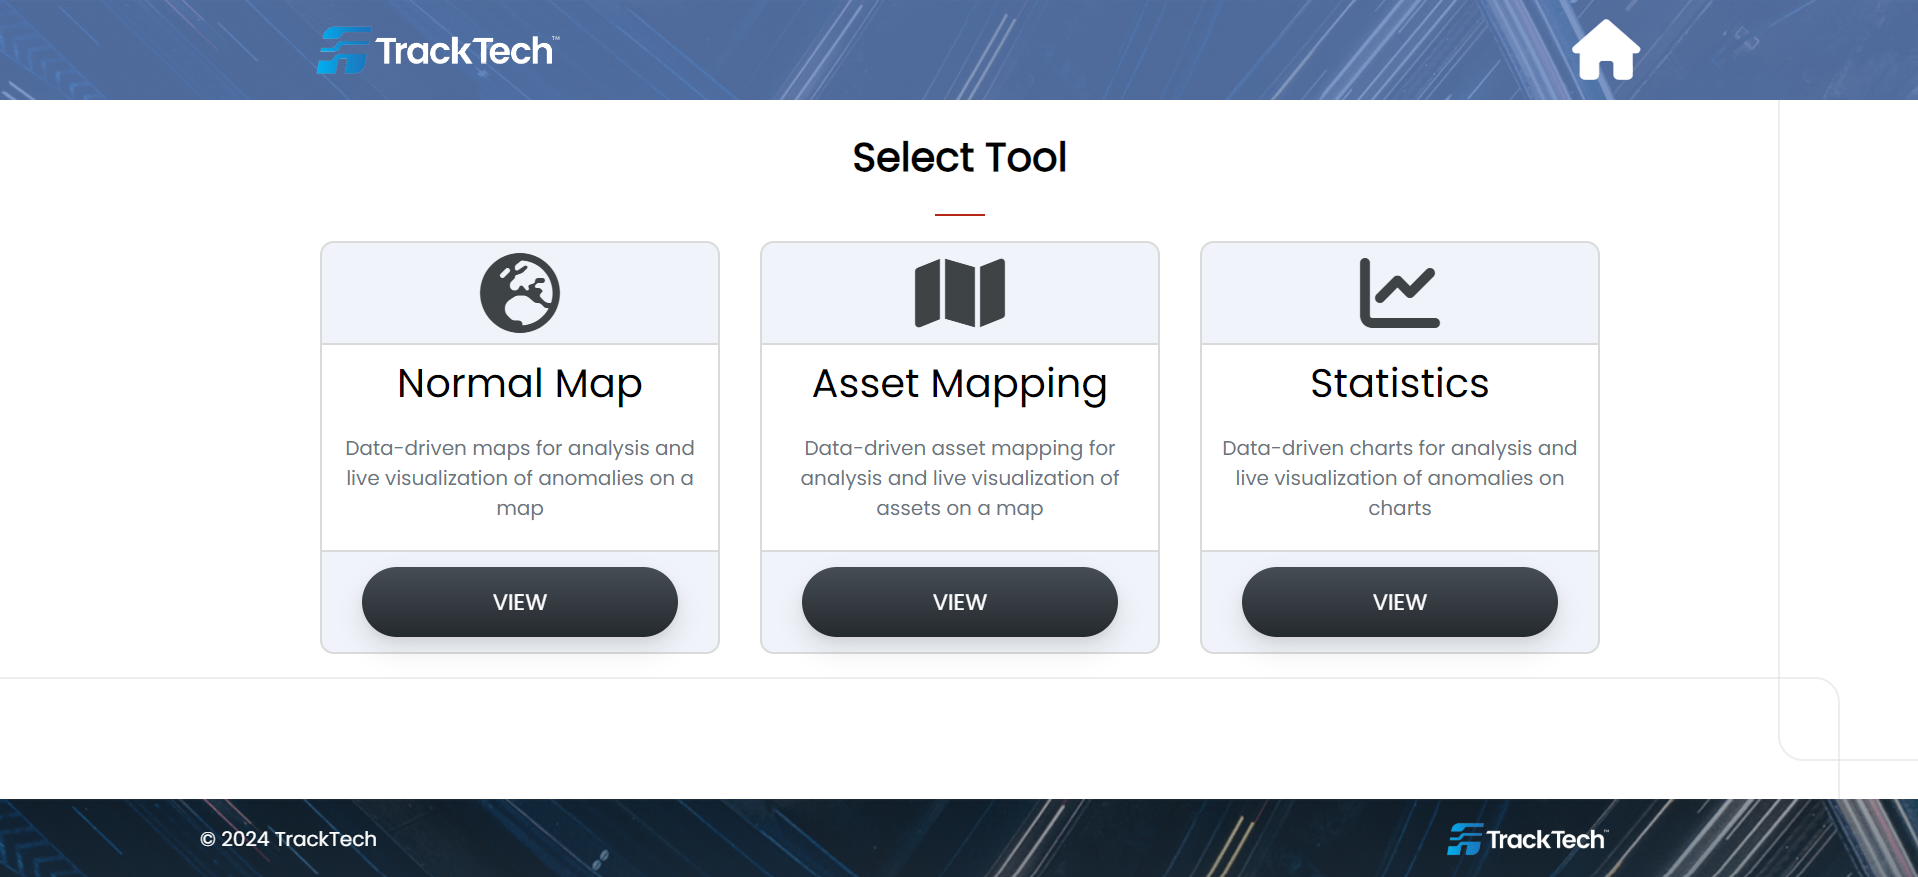 TrackTech™
Select Tool
Normal Map
Data-driven maps for analysis and
live visualization of anomalies on a
map
VIEW
Asset Mapping
Data-driven asset mapping for
analysis and live visualization of
assets on a map
VIEW
Statistics
Data-driven charts for analysis and
live visualization of anomalies on
charts
VIEW
© 2024 TrackTech
TrackTech™